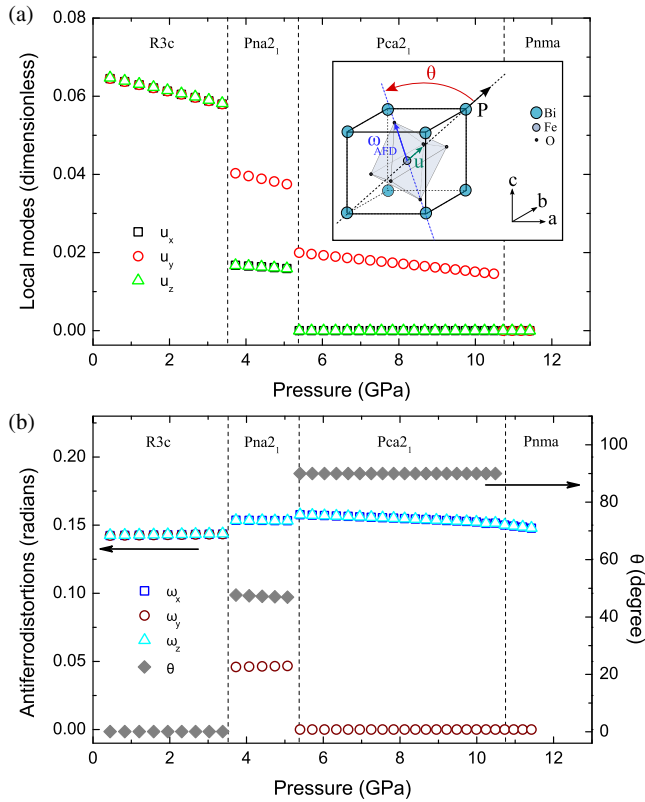 (a)
0.08
0.06
0.04
0.02
0.00
Local modes (dimensionless)
R3c
Pna2₁
Pca2₁
Pnma
θ
P
ω
AFD
u
Bi
Fe
O
c
b
a
uₓ
u_y
u_z
0 2 4 6 8 10 12
Pressure (GPa)
(b)
R3c
Pna2₁
Pca2₁
Pnma
0.20
0.15
0.10
0.05
0.00
Antiferrodistortions (radians)
ωₓ
ω_y
ω_z
θ
100
80
60
40
20
0
θ (degree)
0 2 4 6 8 10 12
Pressure (GPa)